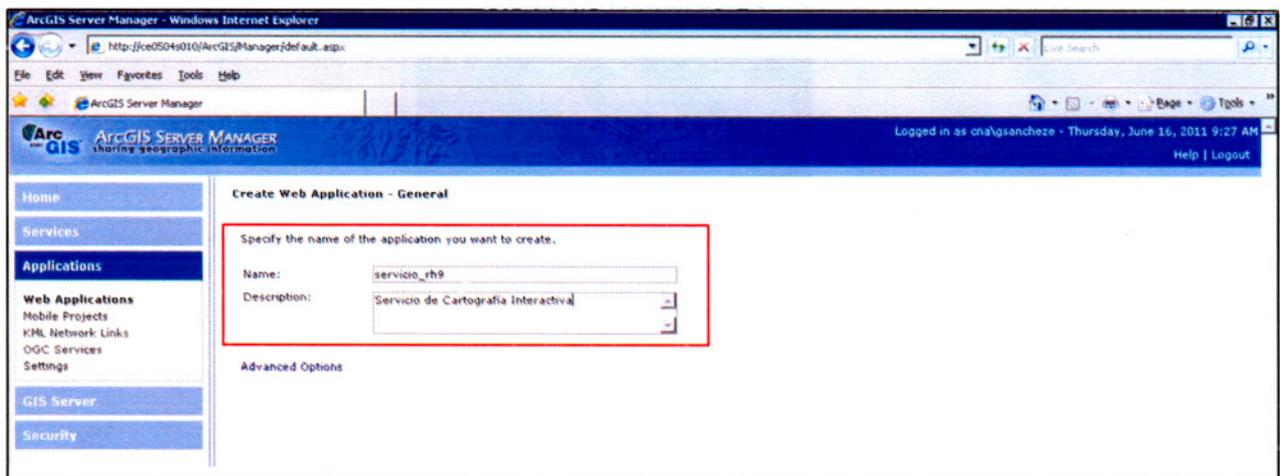 ArcGIS Server Manager - Windows Internet Explorer
http://ce0504s010/ArcGIS/Manager/default.aspx
Live Search
File Edit View Favorites Tools Help
ArcGIS Server Manager
Page Tools
ArcGIS ARCGIS SERVER MANAGER
sharing geographic information
Logged in as cna\gsancheze - Thursday, June 16, 2011 9:27 AM
Help | Logout
Home
Services
Applications
Web Applications
Mobile Projects
KML Network Links
OGC Services
Settings
GIS Server
Security
Create Web Application - General
Specify the name of the application you want to create.
Name: servicio_rh9
Description: Servicio de Cartografía Interactiva
Advanced Options